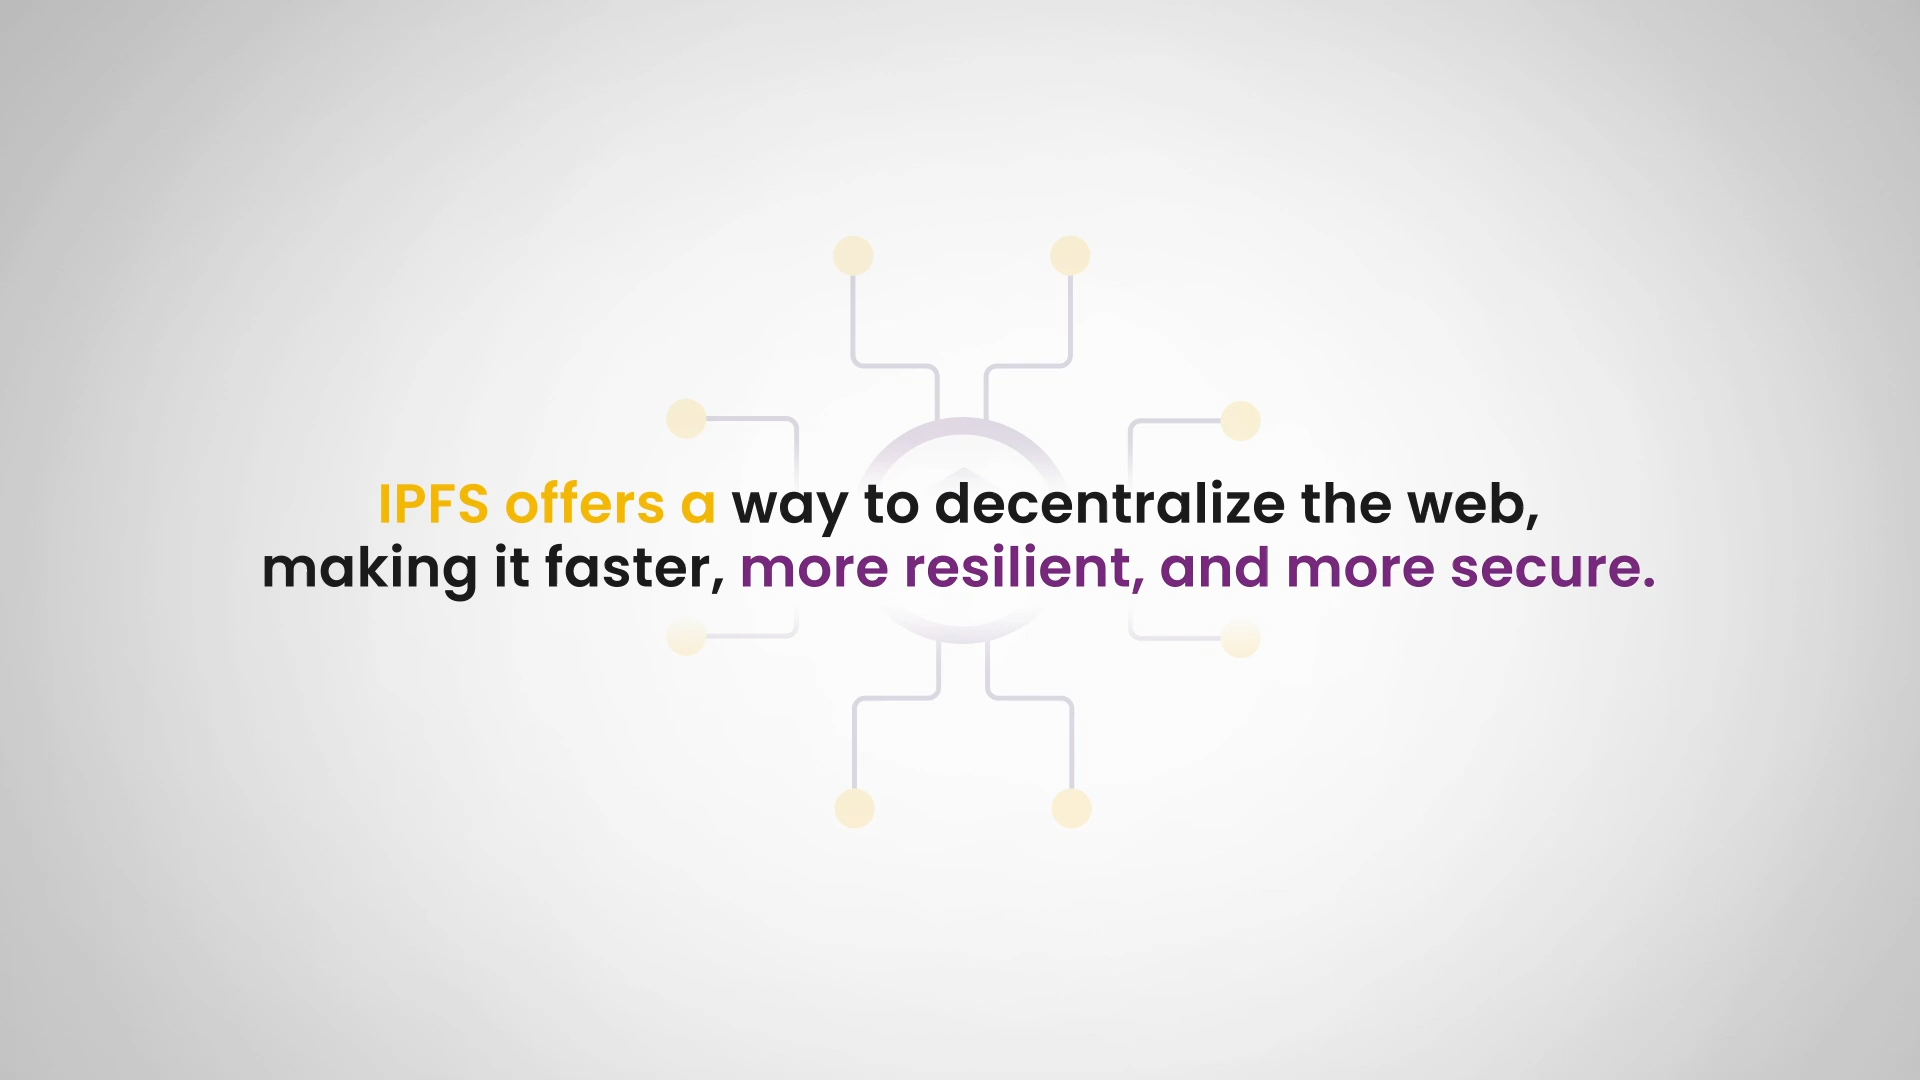 IPFS offers a way to decentralize the web,
making it faster, more resilient, and more secure.